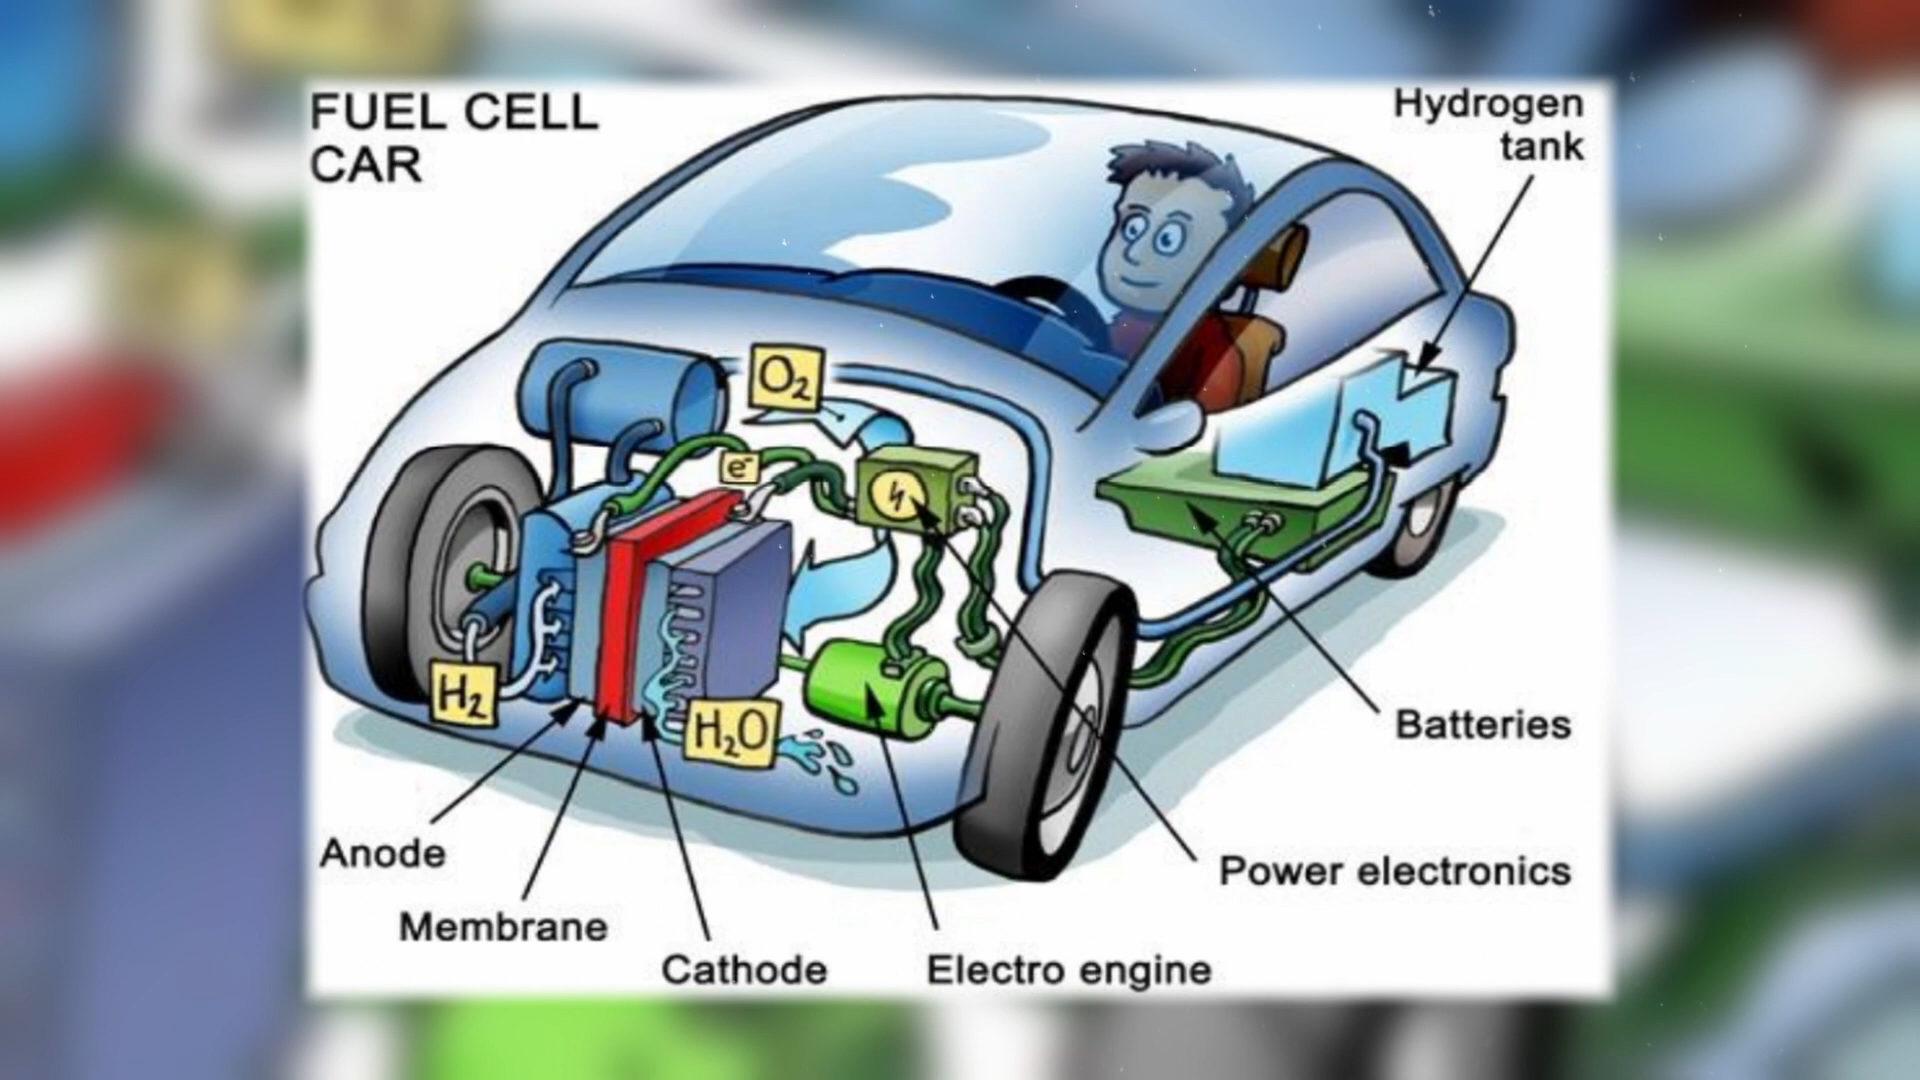 FUEL CELL
CAR
Hydrogen
tank
O2
e-
H2
H2O
Batteries
Anode
Power electronics
Membrane
Cathode
Electro engine